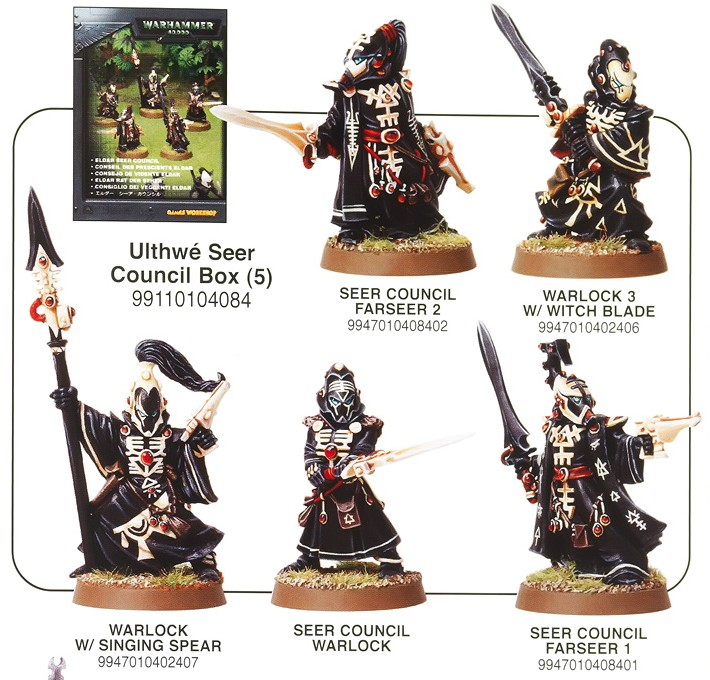 WARHAMMER
40,000
• ELDAR SEER COUNCIL
• CONSEIL DES PRESCIENTS ELDAR
• CONSEJO DE VIDENTE ELDAR
• ELDAR RAT DER SEHER
• CONSIGLIO DEI VEGGENTI ELDAR
• エルダー シーア・カウンシル
GAMES WORKSHOP
Ulthwé Seer
Council Box (5)
99110104084
SEER COUNCIL
FARSEER 2
9947010408402
WARLOCK 3
W/ WITCH BLADE
9947010402406
WARLOCK
W/ SINGING SPEAR
9947010402407
SEER COUNCIL
WARLOCK
SEER COUNCIL
FARSEER 1
9947010408401